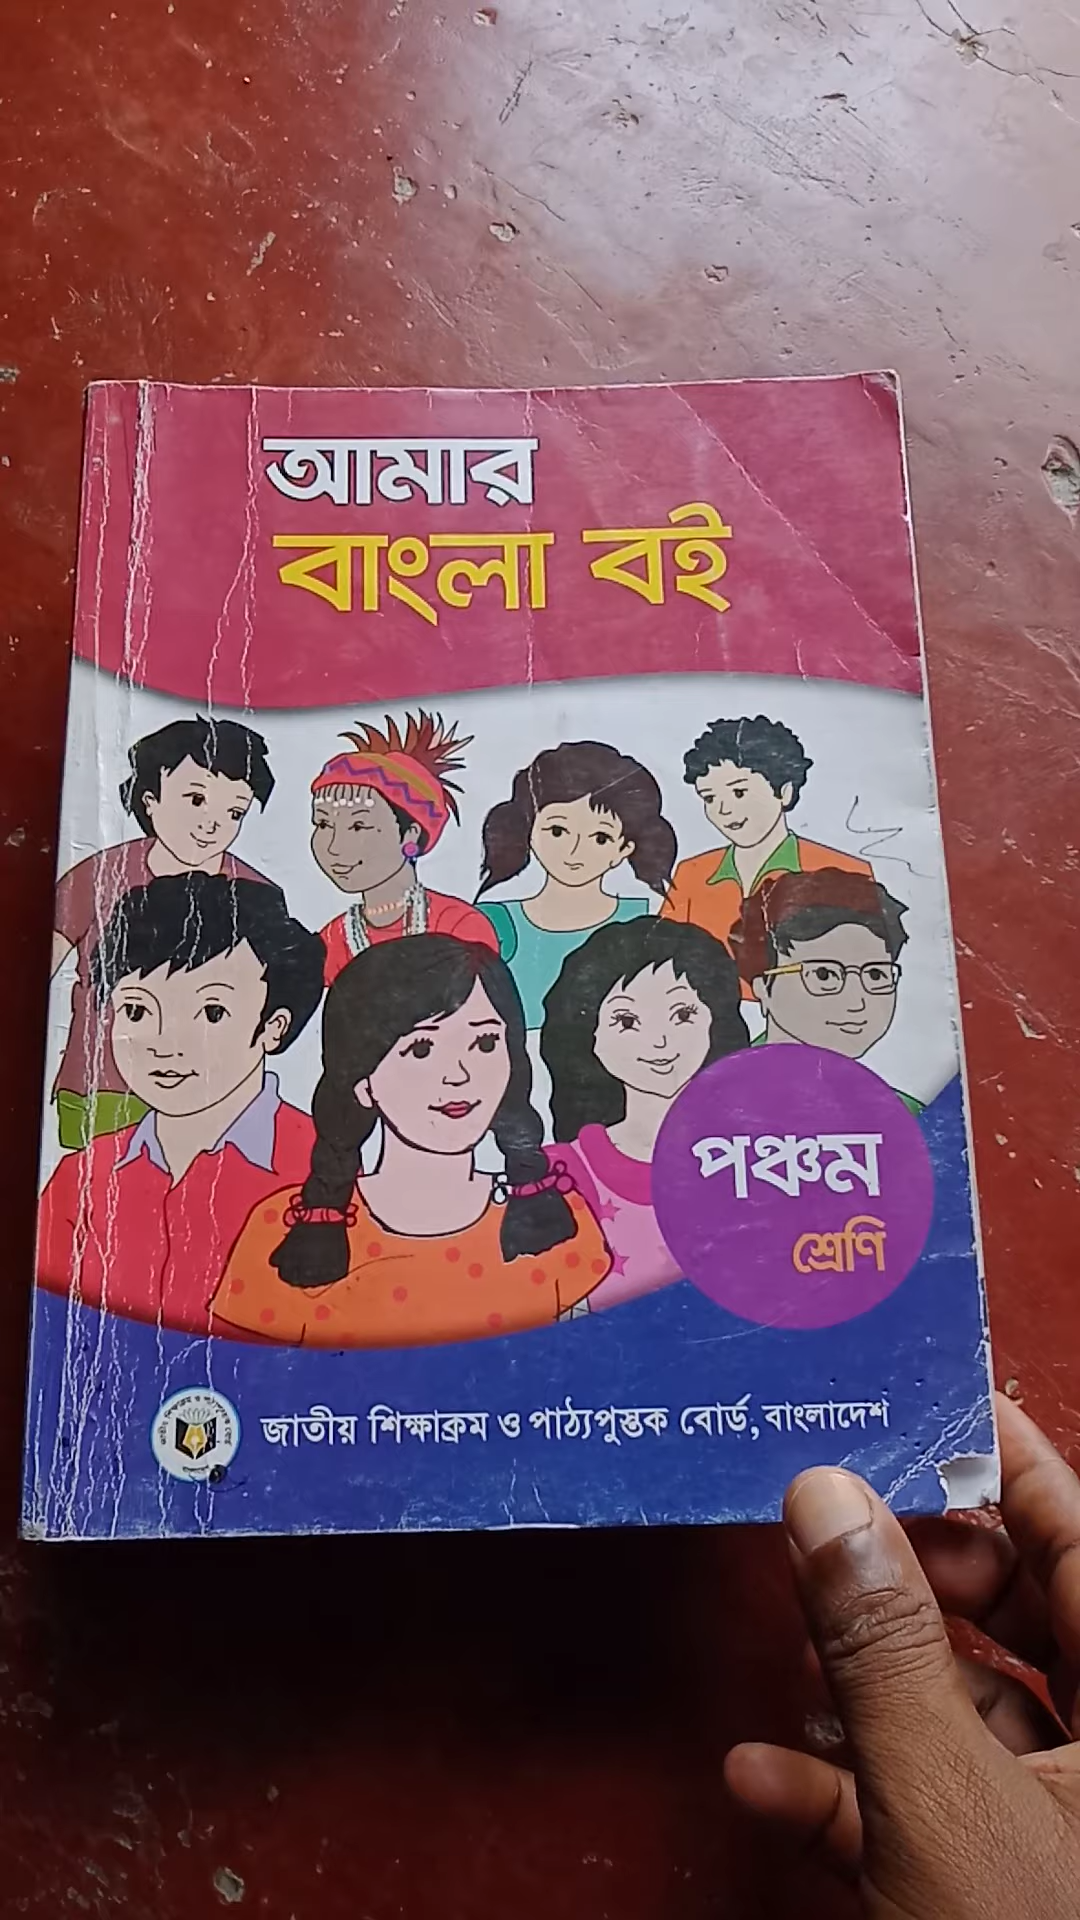 আমার
বাংলা বই
পঞ্চম
শ্রেণি
জাতীয় শিক্ষাক্রম ও পাঠ্যপুস্তক বোর্ড, বাংলাদেশ